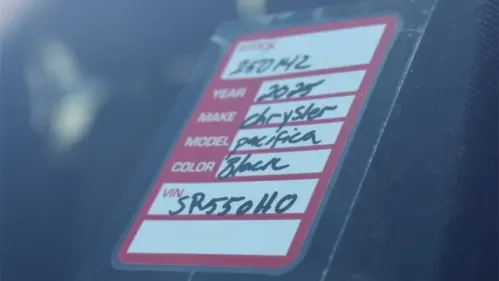 STOCK
250142
YEAR 2025
MAKE Chrysler
MODEL pacifica
COLOR Black
VIN
SR550HO